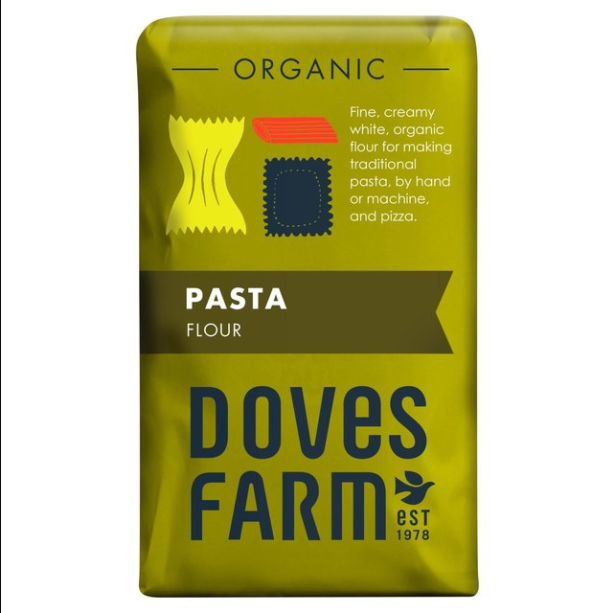 ORGANIC
Fine, creamy
white, organic
flour for making
traditional
pasta, by hand
or machine,
and pizza.
PASTA
FLOUR
DOVES
FARM
EST
1978